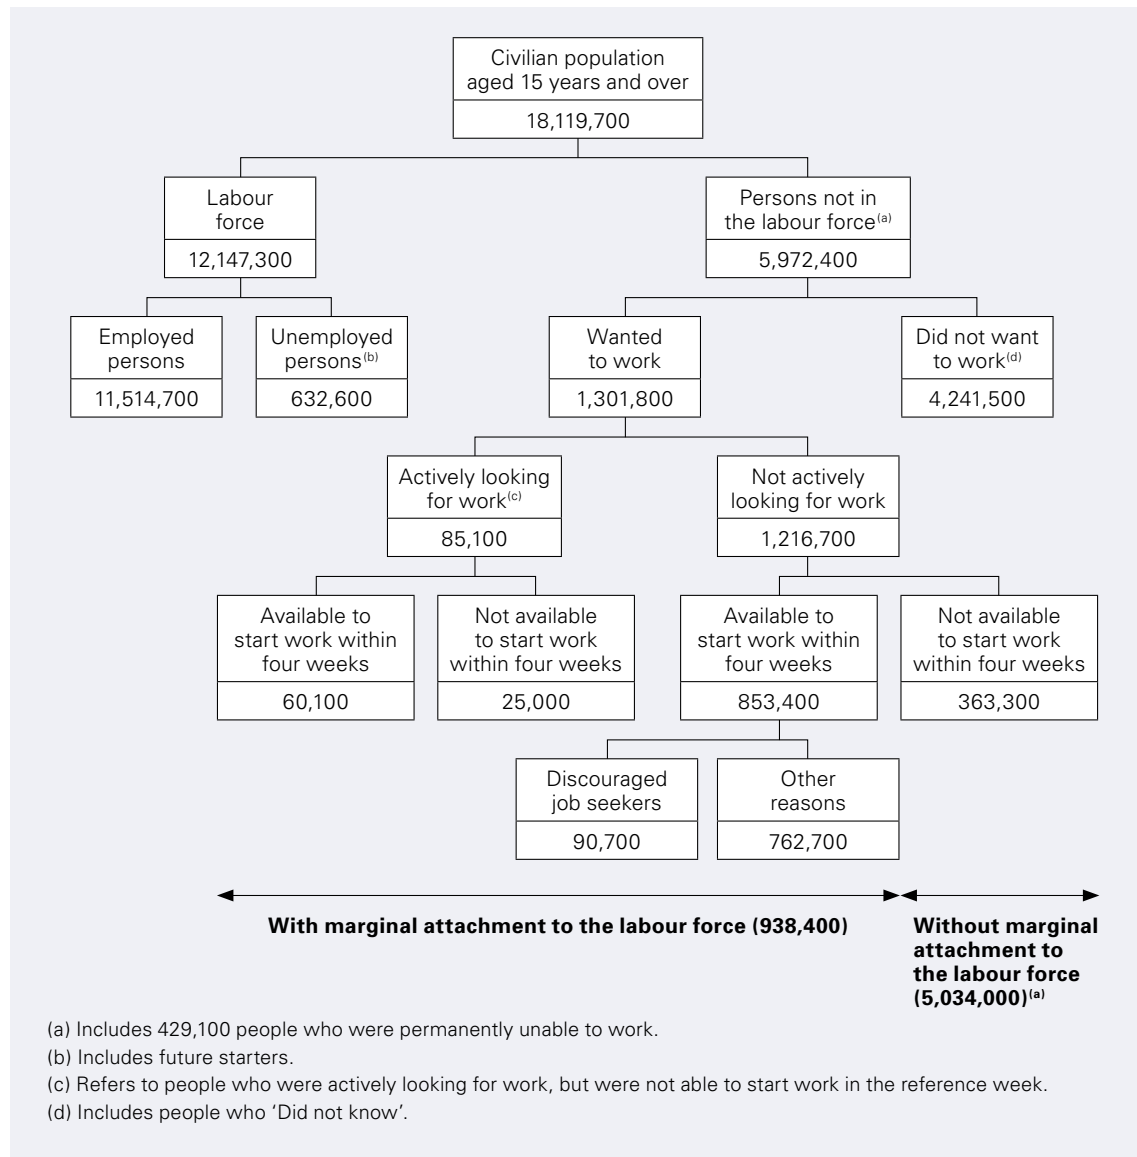 Civilian population
aged 15 years and over
18,119,700
Labour
force
12,147,300
Persons not in
the labour force(a)
5,972,400
Employed
persons
11,514,700
Unemployed
persons(b)
632,600
Wanted
to work
1,301,800
Did not want
to work(d)
4,241,500
Actively looking
for work(c)
85,100
Not actively
looking for work
1,216,700
Available to
start work within
four weeks
60,100
Not available
to start work
within four weeks
25,000
Available to
start work within
four weeks
853,400
Not available
to start work
within four weeks
363,300
Discouraged
job seekers
90,700
Other
reasons
762,700
With marginal attachment to the labour force (938,400)
Without marginal
attachment to
the labour force
(5,034,000)(a)
(a) Includes 429,100 people who were permanently unable to work.
(b) Includes future starters.
(c) Refers to people who were actively looking for work, but were not able to start work in the reference week.
(d) Includes people who ‘Did not know’.